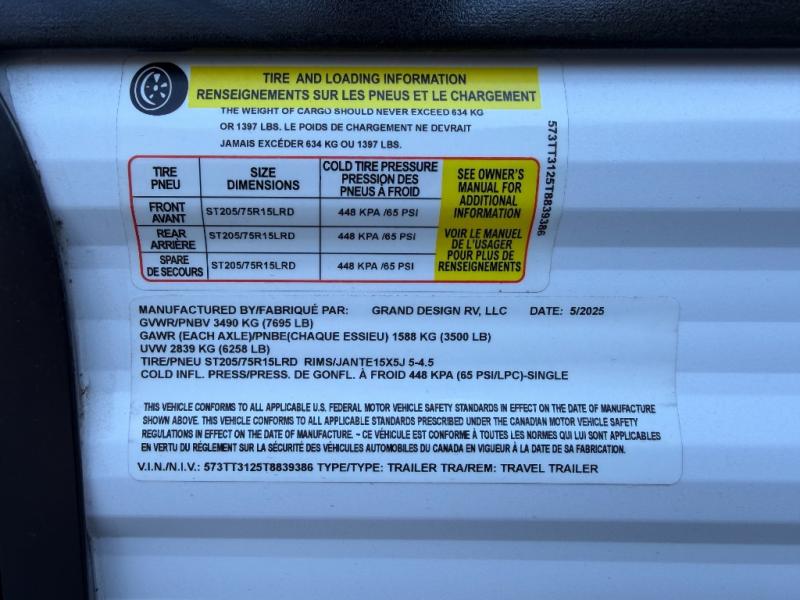 TIRE AND LOADING INFORMATION
RENSEIGNEMENTS SUR LES PNEUS ET LE CHARGEMENT
THE WEIGHT OF CARGO SHOULD NEVER EXCEED 634 KG
OR 1397 LBS. LE POIDS DE CHARGEMENT NE DEVRAIT
JAMAIS EXCÉDER 634 KG OU 1397 LBS.
TIRE
PNEU
SIZE
DIMENSIONS
COLD TIRE PRESSURE
PRESSION DES
PNEUS À FROID
SEE OWNER'S
MANUAL FOR
ADDITIONAL
INFORMATION
VOIR LE MANUEL
DE L'USAGER
POUR PLUS DE
RENSEIGNEMENTS
FRONT
AVANT
ST205/75R15LRD
448 KPA /65 PSI
REAR
ARRIÈRE
ST205/75R15LRD
448 KPA /65 PSI
SPARE
DE SECOURS
ST205/75R15LRD
448 KPA /65 PSI
573TT3125T8839386
MANUFACTURED BY/FABRIQUÉ PAR: GRAND DESIGN RV, LLC DATE: 5/2025
GVWR/PNBV 3490 KG (7695 LB)
GAWR (EACH AXLE)/PNBE(CHAQUE ESSIEU) 1588 KG (3500 LB)
UVW 2839 KG (6258 LB)
TIRE/PNEU ST205/75R15LRD RIMS/JANTE15X5J 5-4.5
COLD INFL. PRESS/PRESS. DE GONFL. À FROID 448 KPA (65 PSI/LPC)-SINGLE
THIS VEHICLE CONFORMS TO ALL APPLICABLE U.S. FEDERAL MOTOR VEHICLE SAFETY STANDARDS IN EFFECT ON THE DATE OF MANUFACTURE
SHOWN ABOVE. THIS VEHICLE CONFORMS TO ALL APPLICABLE STANDARDS PRESCRIBED UNDER THE CANADIAN MOTOR VEHICLE SAFETY
REGULATIONS IN EFFECT ON THE DATE OF MANUFACTURE. ~ CE VÉHICULE EST CONFORME À TOUTES LES NORMES QUI LUI SONT APPLICABLES
EN VERTU DU RÉGLEMENT SUR LA SÉCURITÉ DES VÉHICULES AUTOMOBILES DU CANADA EN VIGUEUR À LA DATE DE SA FABRICATION.
V.I.N./N.I.V.: 573TT3125T8839386 TYPE/TYPE: TRAILER TRA/REM: TRAVEL TRAILER